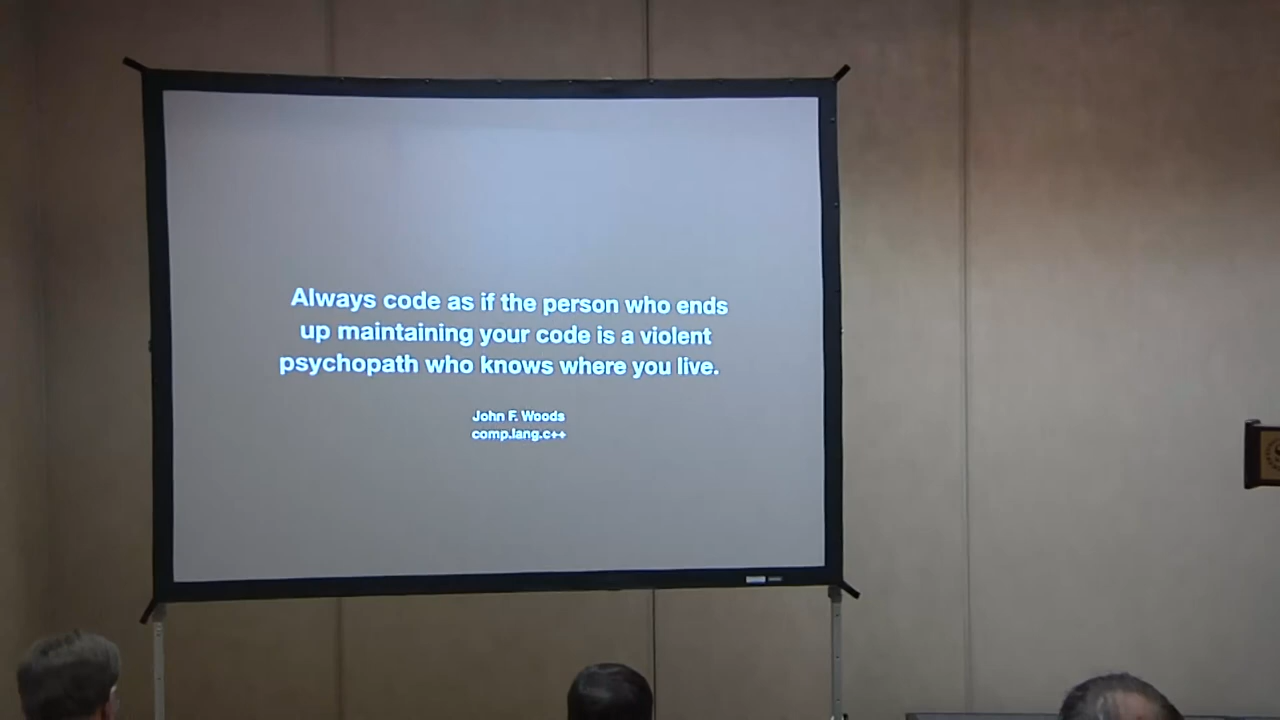 Always code as if the person who ends
up maintaining your code is a violent
psychopath who knows where you live.
John F. Woods
comp.lang.c++